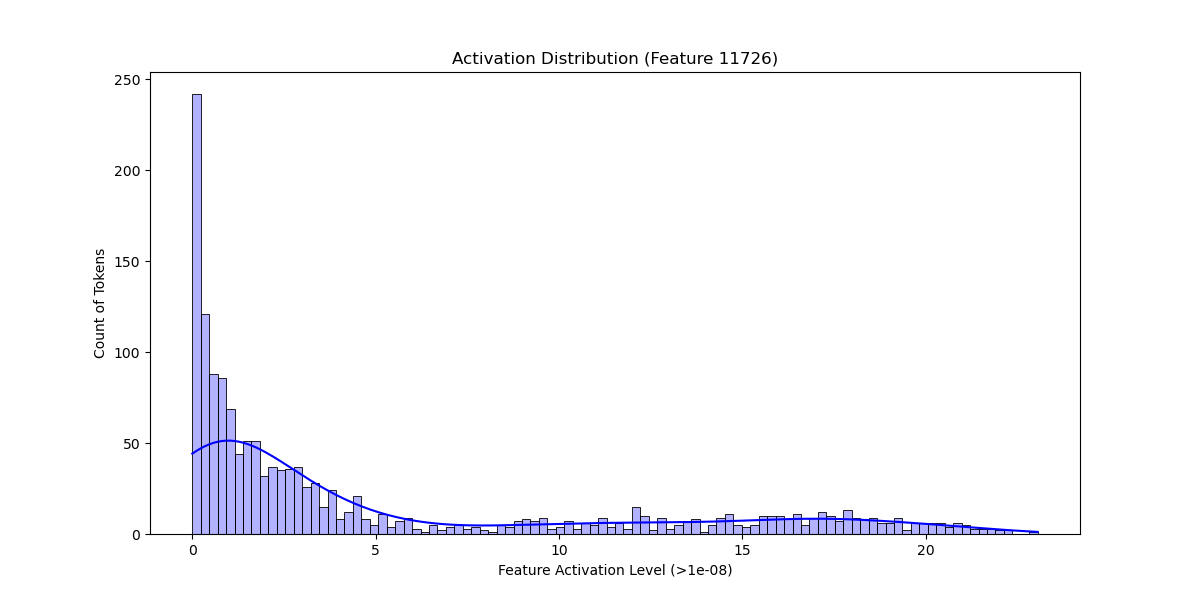 Activation Distribution (Feature 11726)
250
200
150
100
50
0
Count of Tokens
0 5 10 15 20
Feature Activation Level (>1e-08)